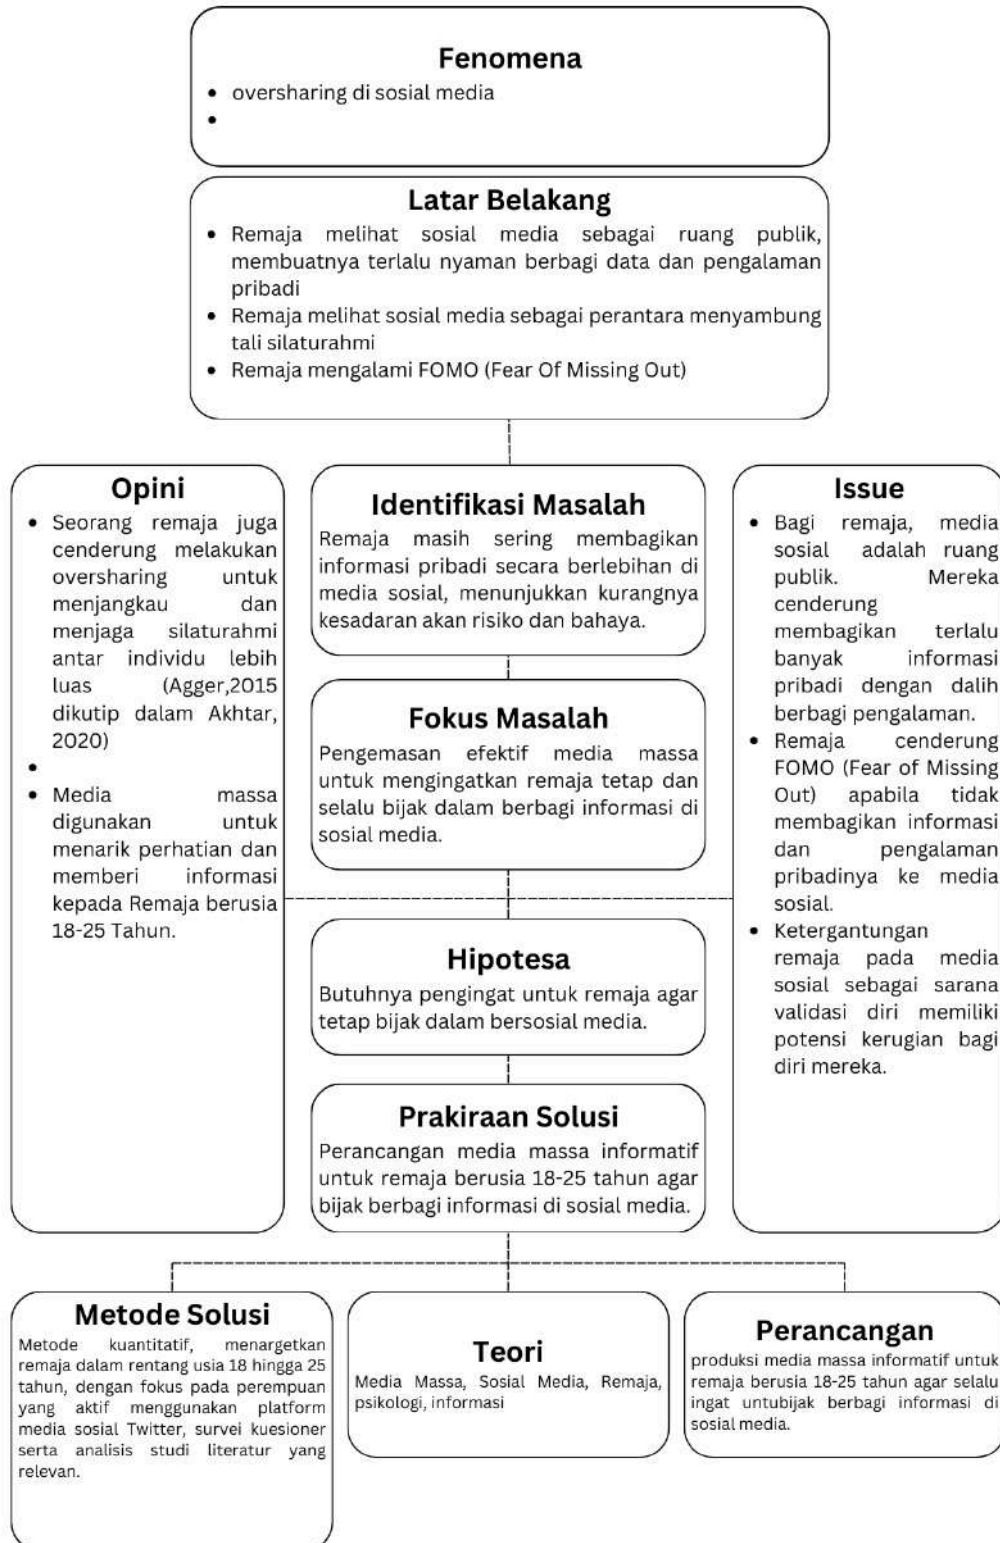 Fenomena
• oversharing di sosial media
•
Latar Belakang
• Remaja melihat sosial media sebagai ruang publik,
membuatnya terlalu nyaman berbagi data dan pengalaman
pribadi
• Remaja melihat sosial media sebagai perantara menyambung
tali silaturahmi
• Remaja mengalami FOMO (Fear Of Missing Out)
Opini
• Seorang remaja juga
cenderung melakukan
oversharing untuk
menjangkau dan
menjaga silaturahmi
antar individu lebih
luas (Agger,2015
dikutip dalam Akhtar,
2020)
•
• Media massa
digunakan untuk
menarik perhatian dan
memberi informasi
kepada Remaja berusia
18-25 Tahun.
Identifikasi Masalah
Remaja masih sering membagikan
informasi pribadi secara berlebihan di
media sosial, menunjukkan kurangnya
kesadaran akan risiko dan bahaya.
Fokus Masalah
Pengemasan efektif media massa
untuk mengingatkan remaja tetap dan
selalu bijak dalam berbagi informasi di
sosial media.
Hipotesa
Butuhnya pengingat untuk remaja agar
tetap bijak dalam bersosial media.
Prakiraan Solusi
Perancangan media massa informatif
untuk remaja berusia 18-25 tahun agar
bijak berbagi informasi di sosial media.
Issue
• Bagi remaja, media
sosial adalah ruang
publik. Mereka
cenderung
membagikan terlalu
banyak informasi
pribadi dengan dalih
berbagi pengalaman.
• Remaja cenderung
FOMO (Fear of Missing
Out) apabila tidak
membagikan informasi
dan pengalaman
pribadinya ke media
sosial.
• Ketergantungan
remaja pada media
sosial sebagai sarana
validasi diri memiliki
potensi kerugian bagi
diri mereka.
Metode Solusi
Metode kuantitatif, menargetkan
remaja dalam rentang usia 18 hingga 25
tahun, dengan fokus pada perempuan
yang aktif menggunakan platform
media sosial Twitter, survei kuesioner
serta analisis studi literatur yang
relevan.
Teori
Media Massa, Sosial Media, Remaja,
psikologi, informasi
Perancangan
produksi media massa informatif untuk
remaja berusia 18-25 tahun agar selalu
ingat untubijak berbagi informasi di
sosial media.